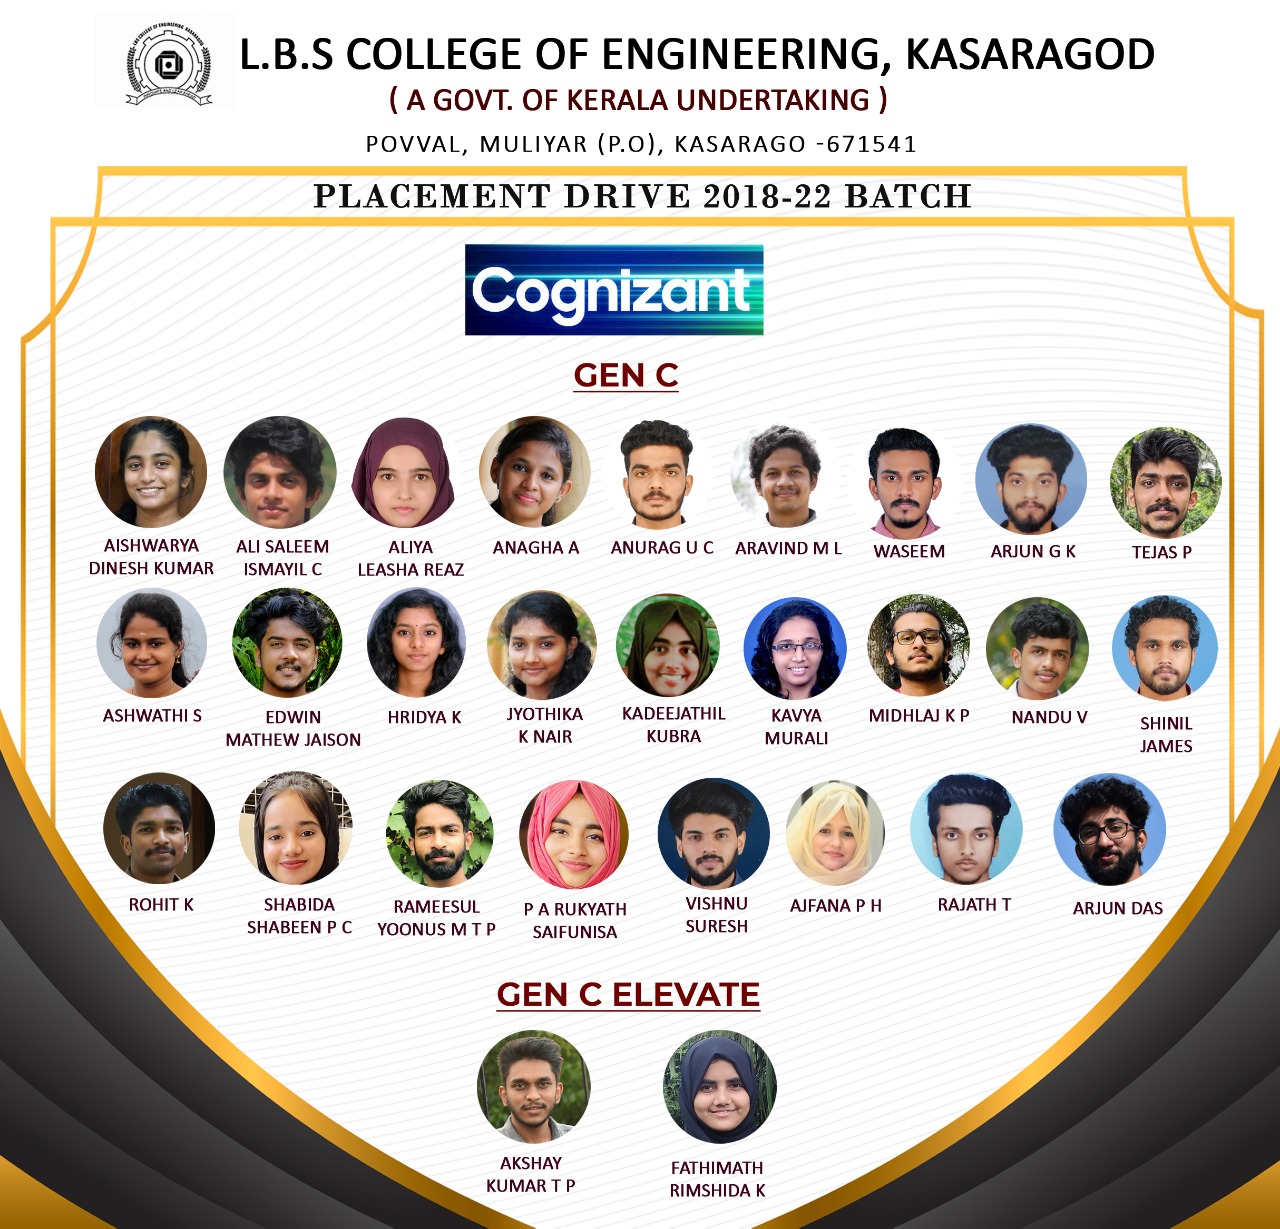 L.B.S COLLEGE OF ENGINEERING, KASARAGOD
( A GOVT. OF KERALA UNDERTAKING )
POVVAL, MULIYAR (P.O), KASARAGO -671541
PLACEMENT DRIVE 2018-22 BATCH
Cognizant
GEN C
AISHWARYA
DINESH KUMAR
ALI SALEEM
ISMAYIL C
ALIYA
LEASHA REAZ
ANAGHA A
ANURAG U C
ARAVIND M L
WASEEM
ARJUN G K
TEJAS P
ASHWATHI S
EDWIN
MATHEW JAISON
HRIDYA K
JYOTHIKA
K NAIR
KADEEJATHIL
KUBRA
KAVYA
MURALI
MIDHLAJ K P
NANDU V
SHINIL
JAMES
ROHIT K
SHABIDA
SHABEEN P C
RAMEESUL
YOONUS M T P
P A RUKYATH
SAIFUNISA
VISHNU
SURESH
AJFANA P H
RAJATH T
ARJUN DAS
GEN C ELEVATE
AKSHAY
KUMAR T P
FATHIMATH
RIMSHIDA K